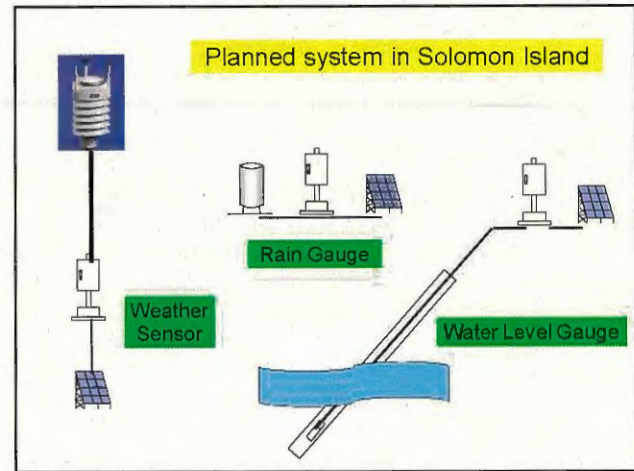 Planned system in Solomon Island
Rain Gauge
Weather
Sensor
Water Level Gauge